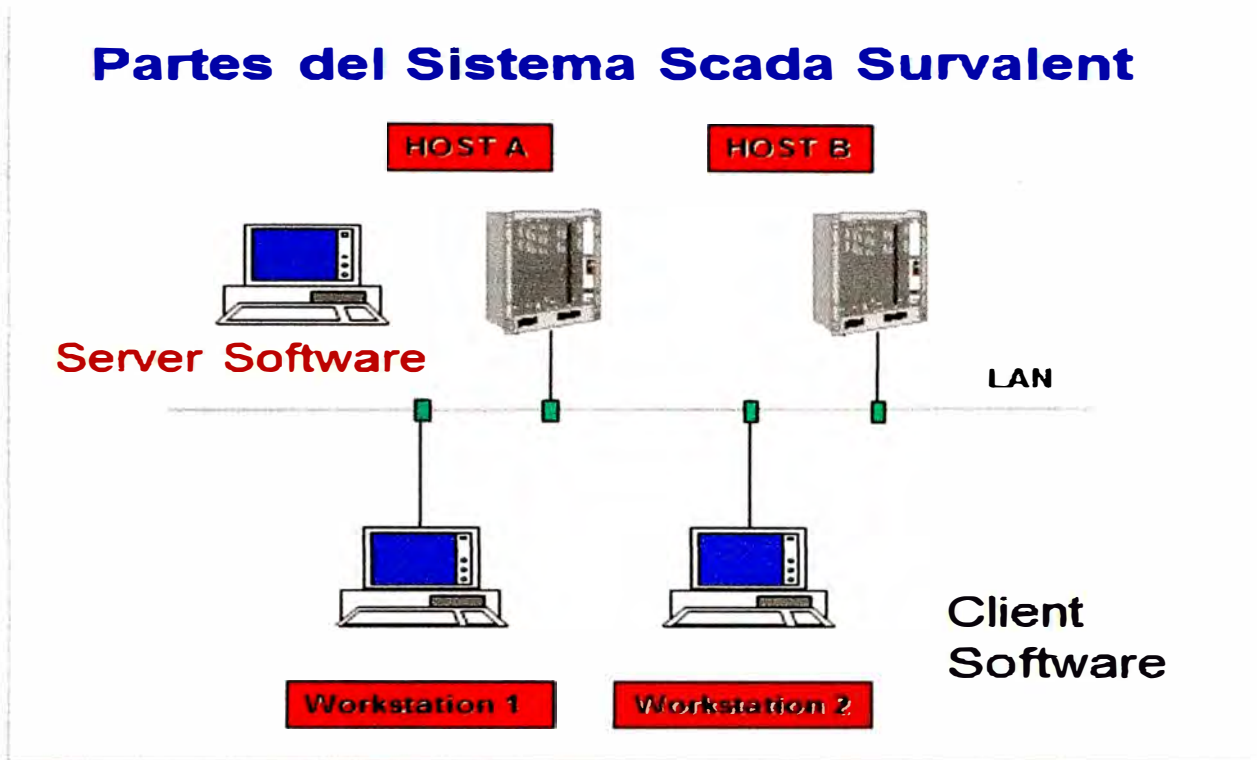 Partes del Sistema Scada Survalent
HOST A
HOST B
Server Software
LAN
Client
Software
Workstation 1
Workstation 2